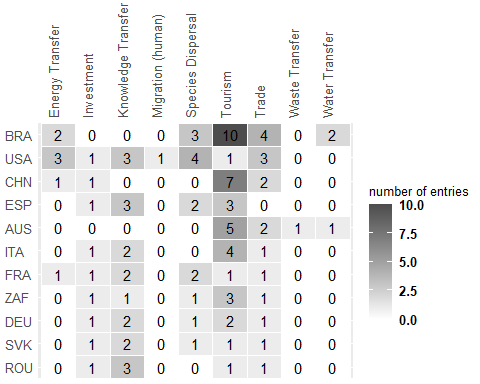 Energy Transfer Investment Knowledge Transfer Migration (human) Species Dispersal Tourism Trade Waste Transfer Water Transfer
BRA 2 0 0 0 3 10 4 0 2
USA 3 1 3 1 4 1 3 0 0
CHN 1 1 0 0 0 7 2 0 0
ESP 0 1 3 0 2 3 0 0 0
AUS 0 0 0 0 0 5 2 1 1
ITA 0 1 2 0 0 4 1 0 0
FRA 1 1 2 0 2 1 1 0 0
ZAF 0 1 1 0 1 3 1 0 0
DEU 0 1 2 0 1 2 1 0 0
SVK 0 1 2 0 1 1 1 0 0
ROU 0 1 3 0 0 1 1 0 0
number of entries
10.0
7.5
5.0
2.5
0.0